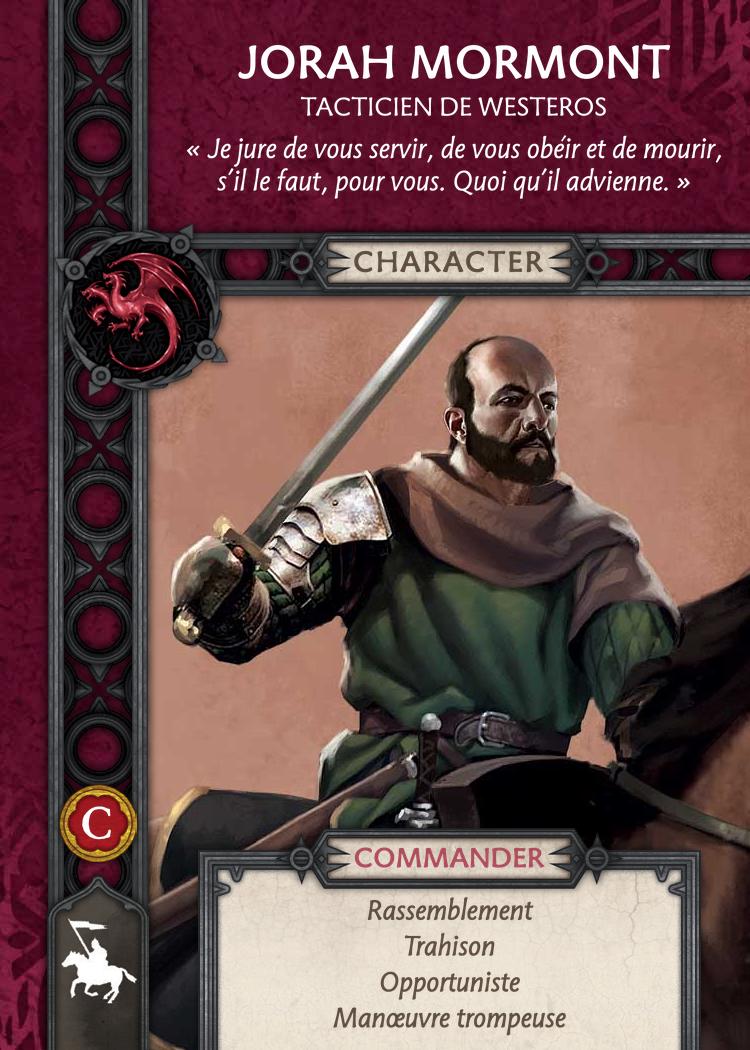 JORAH MORMONT
TACTICIEN DE WESTEROS
« Je jure de vous servir, de vous obéir et de mourir,
s'il le faut, pour vous. Quoi qu'il advienne. »
CHARACTER
C
COMMANDER
Rassemblement
Trahison
Opportuniste
Manœuvre trompeuse